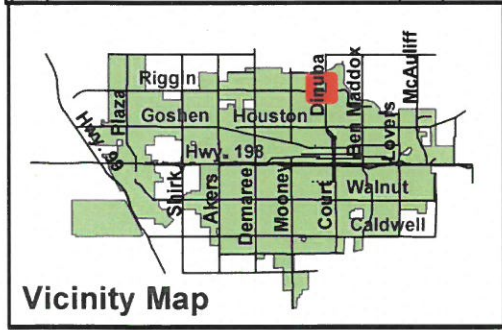 Riggin
Dinuba
Ben Maddox
McAuliff
Plaza
Goshen
Houston
Lovers
Hwy. 99
Hwy. 198
Shirk
Akers
Demaree
Mooney
Court
Walnut
Caldwell
Vicinity Map